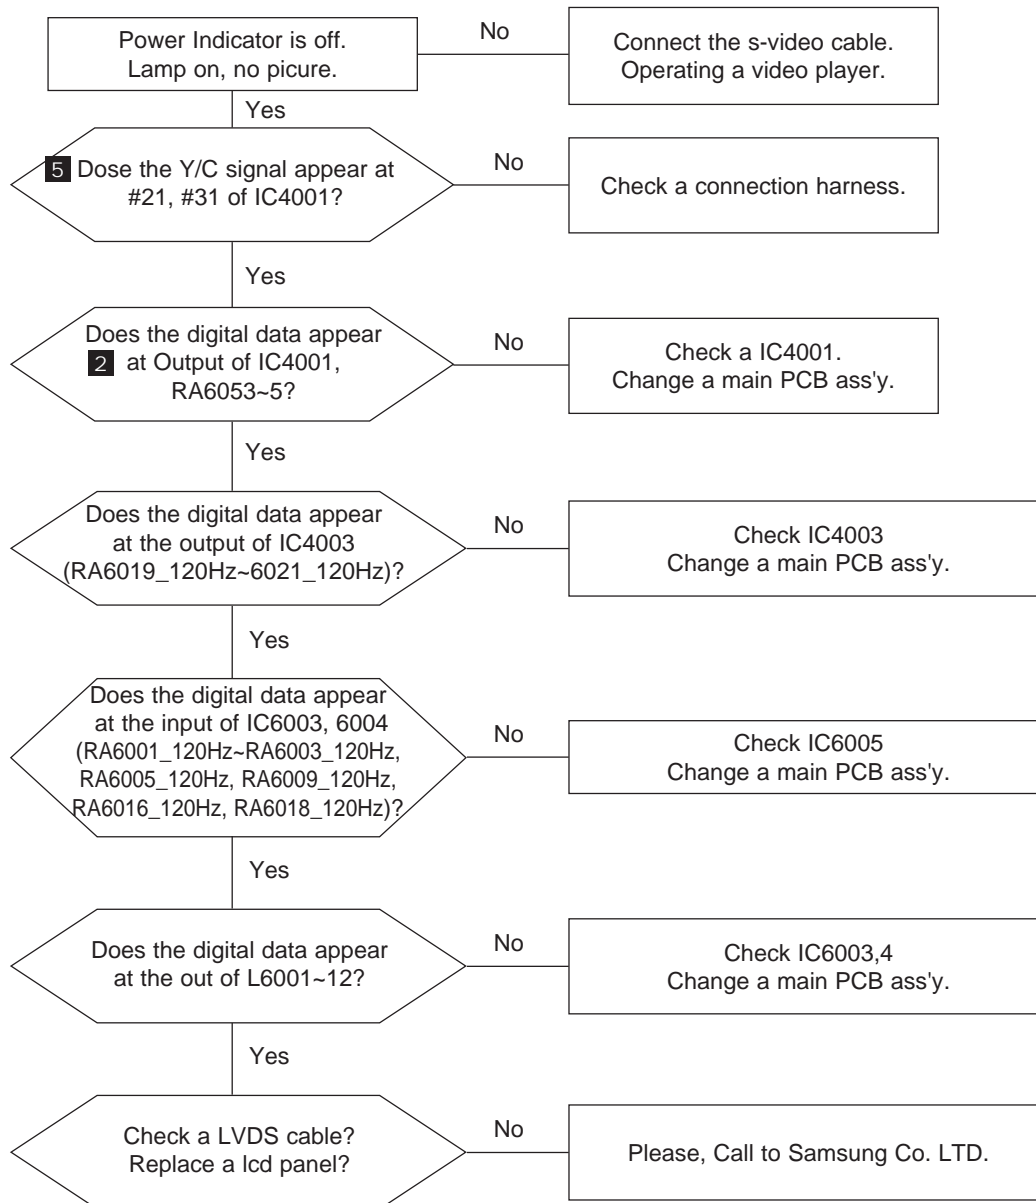 Power Indicator is off.
Lamp on, no picure.
No
Connect the s-video cable.
Operating a video player.
Yes
5 Dose the Y/C signal appear at
#21, #31 of IC4001?
No
Check a connection harness.
Yes
Does the digital data appear
2 at Output of IC4001,
RA6053~5?
No
Check a IC4001.
Change a main PCB ass'y.
Yes
Does the digital data appear
at the output of IC4003
(RA6019_120Hz~6021_120Hz)?
No
Check IC4003
Change a main PCB ass'y.
Yes
Does the digital data appear
at the input of IC6003, 6004
(RA6001_120Hz~RA6003_120Hz,
RA6005_120Hz, RA6009_120Hz,
RA6016_120Hz, RA6018_120Hz)?
No
Check IC6005
Change a main PCB ass'y.
Yes
Does the digital data appear
at the out of L6001~12?
No
Check IC6003,4
Change a main PCB ass'y.
Yes
Check a LVDS cable?
Replace a lcd panel?
No
Please, Call to Samsung Co. LTD.